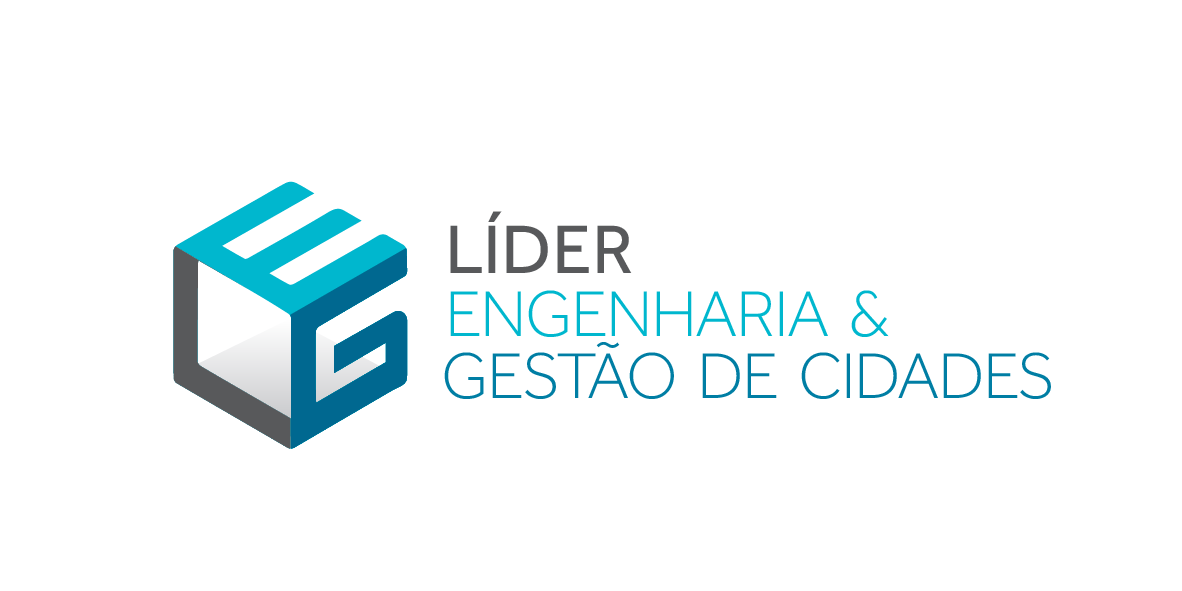 LÍDER
ENGENHARIA &
GESTÃO DE CIDADES